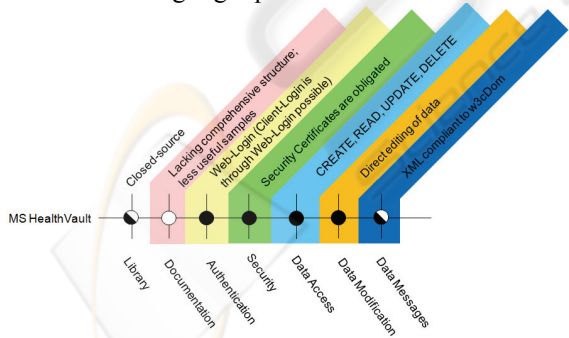 Closed-source
Lacking comprehensive structure;
less useful samples
Web-Login (Client-Login is
through Web-Login possible)
Security Certificates are obligated
CREATE, READ, UPDATE, DELETE
Direct editing of data
XML compliant to w3cDom
MS HealthVault
Library
Documentation
Authentication
Security
Data Access
Data Modification
Data Messages